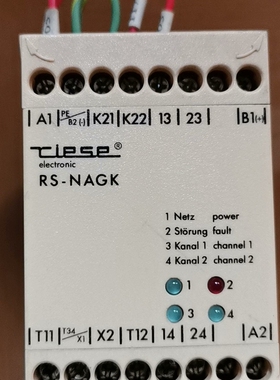 A1 PE/B2(-) K21 K22 13 23 B1(+)
riese®
electronic
RS-NAGK
1 Netz power
2 Störung fault
3 Kanal 1 channel 1
4 Kanal 2 channel 2
1 2
3 4
T11 T34/X1 X2 T12 14 24 A2